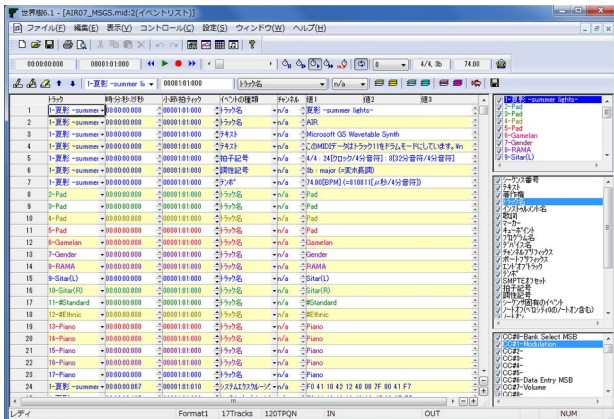 世界樹6.1 - [AIR07_MSGS.mid:2(イベントリスト)]
ファイル(F) 編集(E) 表示(V) コントロール(C) 設定(S) ウィンドウ(W) ヘルプ(H)
00:00:00:000 00001:01:000 8 4/4, 3b 74.00
1-夏影 -summer li 00001:01:000 トラック名 n/a
トラック 時:分:秒:ミリ秒 小節:拍:ティック イベントの種類 チャンネル 値1 値2 値3
1 1-夏影 -summer 00:00:00:000 00001:01:000 トラック名 n/a 夏影 -summer lights-
2 1-夏影 -summer 00:00:00:000 00001:01:000 トラック名 n/a AIR
3 1-夏影 -summer 00:00:00:000 00001:01:000 テキスト n/a Microsoft GS Wavetable Synth
4 1-夏影 -summer 00:00:00:000 00001:01:000 テキスト n/a このMIDIデータはトラック11をドラムモードにしています。¥n
5 1-夏影 -summer 00:00:00:000 00001:01:000 拍子記号 n/a 4/4 : 24[クロック/4分音符] : 8[32分音符/4分音符]
6 1-夏影 -summer 00:00:00:000 00001:01:000 調性記号 n/a 3b : major (=変ホ長調)
7 1-夏影 -summer 00:00:00:000 00001:01:000 テンポ n/a 74.00[BPM] (=810811[μ秒/4分音符])
8 2-Pad 00:00:00:000 00001:01:000 トラック名 n/a Pad
9 3-Pad 00:00:00:000 00001:01:000 トラック名 n/a Pad
10 4-Pad 00:00:00:000 00001:01:000 トラック名 n/a Pad
11 5-Pad 00:00:00:000 00001:01:000 トラック名 n/a Pad
12 6-Gamelan 00:00:00:000 00001:01:000 トラック名 n/a Gamelan
13 7-Gender 00:00:00:000 00001:01:000 トラック名 n/a Gender
14 8-RAMA 00:00:00:000 00001:01:000 トラック名 n/a RAMA
15 9-Sitar(L) 00:00:00:000 00001:01:000 トラック名 n/a Sitar(L)
16 10-Sitar(R) 00:00:00:000 00001:01:000 トラック名 n/a Sitar(R)
17 11-#Standard 00:00:00:000 00001:01:000 トラック名 n/a #Standard
18 12-#Ethnic 00:00:00:000 00001:01:000 トラック名 n/a #Ethnic
19 13-Piano 00:00:00:000 00001:01:000 トラック名 n/a Piano
20 14-Piano 00:00:00:000 00001:01:000 トラック名 n/a Piano
21 15-Piano 00:00:00:000 00001:01:000 トラック名 n/a Piano
22 16-Piano 00:00:00:000 00001:01:000 トラック名 n/a Piano
23 17-Piano 00:00:00:000 00001:01:000 トラック名 n/a Piano
24 1-夏影 -summer 00:00:00:067 00001:01:010 システムエクスクルーシブ n/a F0 41 10 42 12 40 00 7F 00 41 F7
1-夏影 -summer lights-
2-Pad
3-Pad
4-Pad
5-Pad
6-Gamelan
7-Gender
8-RAMA
9-Sitar(L)
シーケンス番号
テキスト
著作権
トラック名
インストゥルメント名
歌詞
マーカー
キューポイント
プログラム名
デバイス名
チャンネルプリフィックス
ポートプリフィックス
エンドオブトラック
テンポ
SMPTEオフセット
拍子記号
調性記号
シーケンサ固有のイベント
ノートオフ(ベロシティ0のノートオン含む)
ノートオン
CC#0-Bank Select MSB
CC#1-Modulation
CC#2-
CC#3-
CC#4-
CC#5-
CC#6-Data Entry MSB
CC#7-Volume
レディ Format1 17Tracks 120TPQN IN OUT NUM